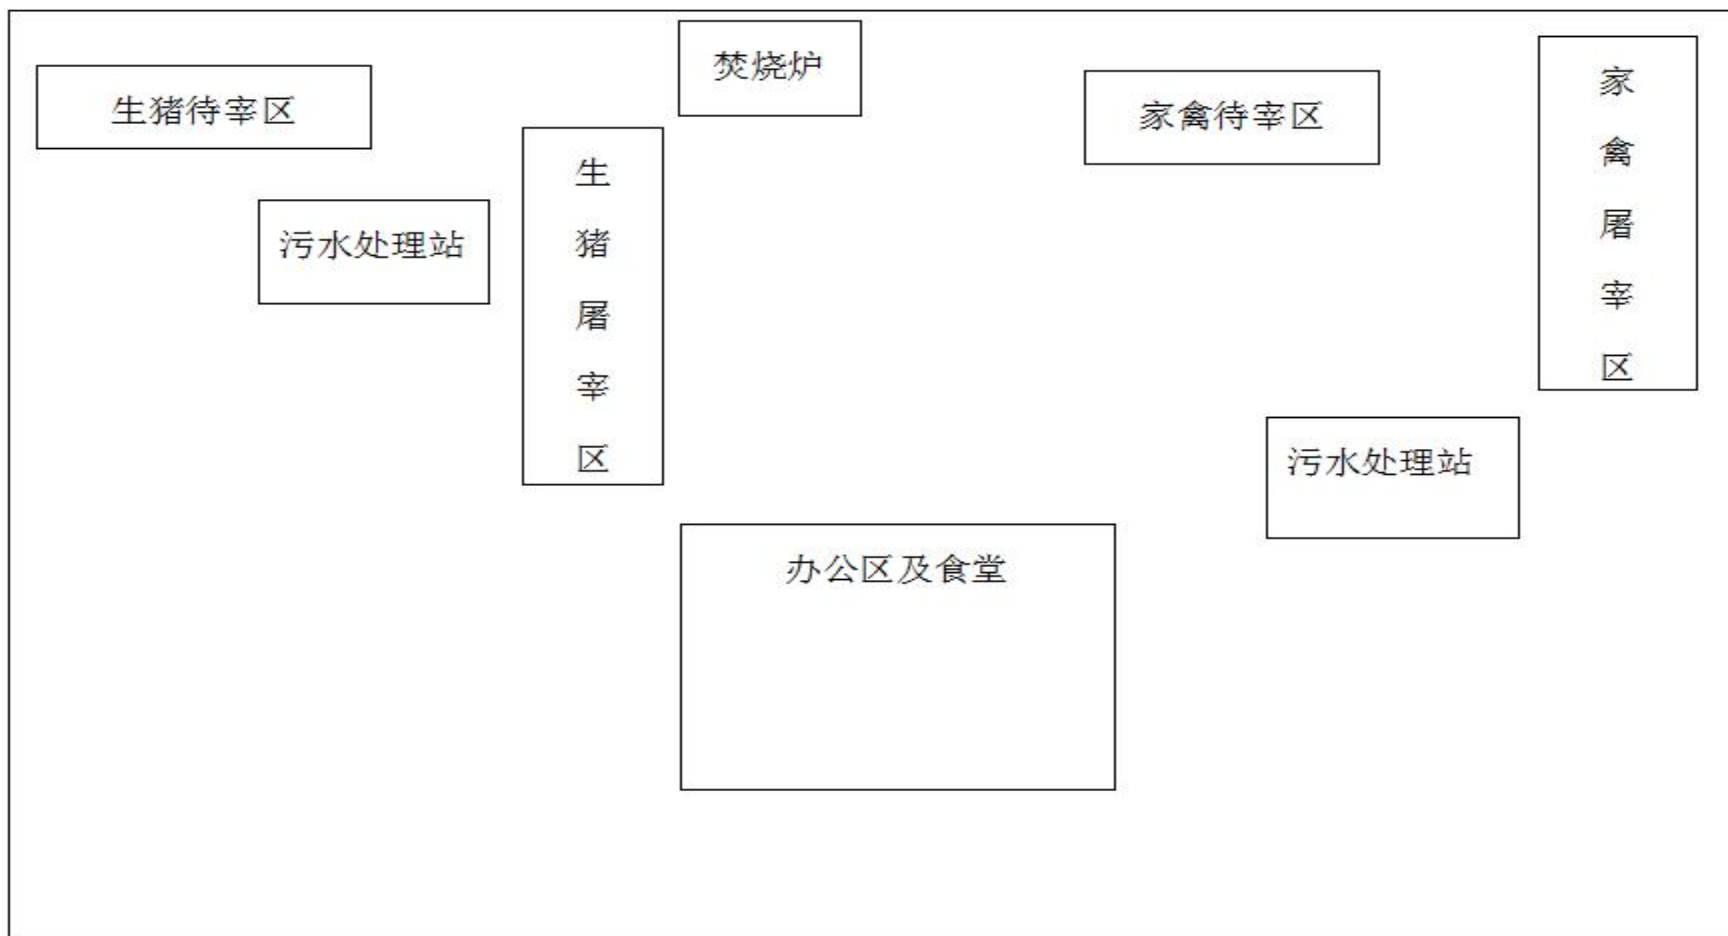 焚烧炉
生猪待宰区
家禽待宰区
家禽屠宰区
生猪屠宰区
污水处理站
污水处理站
办公区及食堂